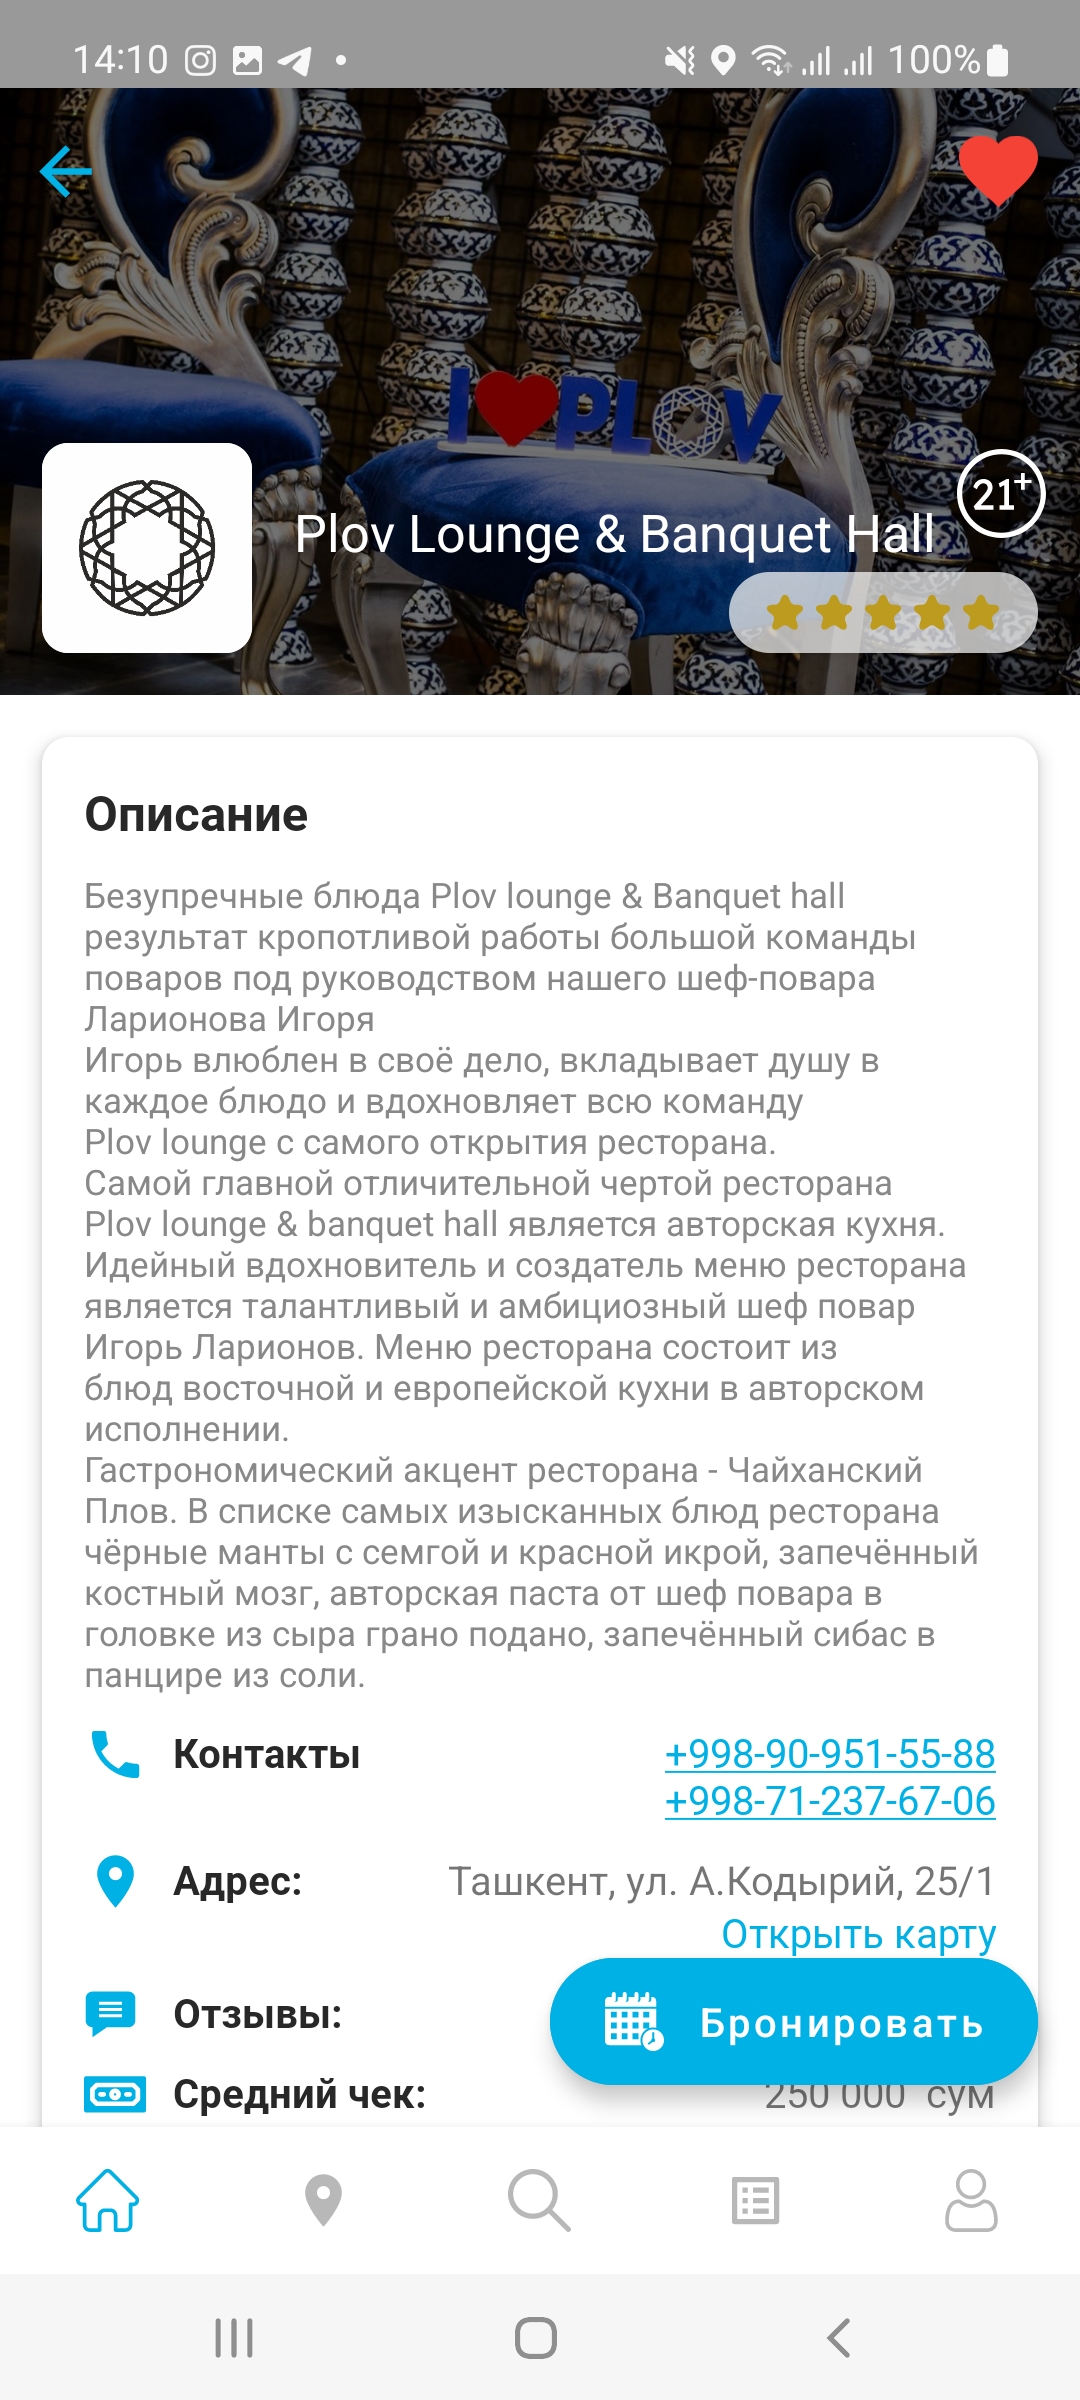 14:10
100%
I PLOV
21+
Plov Lounge & Banquet Hall
Описание
Безупречные блюда Plov lounge & Banquet hall
результат кропотливой работы большой команды
поваров под руководством нашего шеф-повара
Ларионова Игоря
Игорь влюблен в своё дело, вкладывает душу в
каждое блюдо и вдохновляет всю команду
Plov lounge с самого открытия ресторана.
Самой главной отличительной чертой ресторана
Plov lounge & banquet hall является авторская кухня.
Идейный вдохновитель и создатель меню ресторана
является талантливый и амбициозный шеф повар
Игорь Ларионов. Меню ресторана состоит из
блюд восточной и европейской кухни в авторском
исполнении.
Гастрономический акцент ресторана - Чайханский
Плов. В списке самых изысканных блюд ресторана
чёрные манты с семгой и красной икрой, запечённый
костный мозг, авторская паста от шеф повара в
головке из сыра грано подано, запечённый сибас в
панцире из соли.
Контакты +998-90-951-55-88
+998-71-237-67-06
Адрес: Ташкент, ул. А.Кодырий, 25/1
Открыть карту
Отзывы:
Бронировать
Средний чек: 250 000 сум